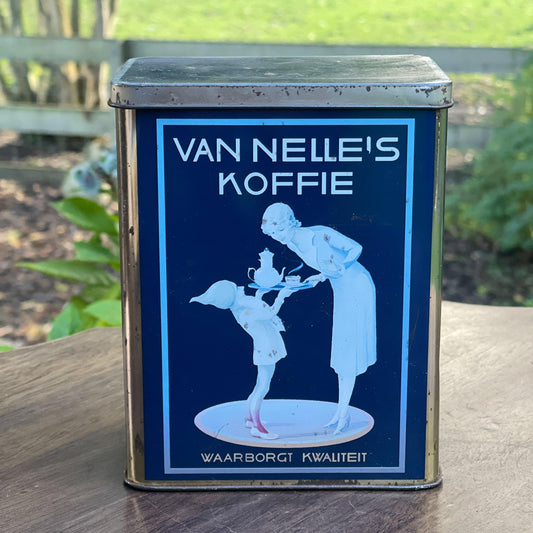 VAN NELLE'S
KOFFIE
WAARBORGT KWALITEIT